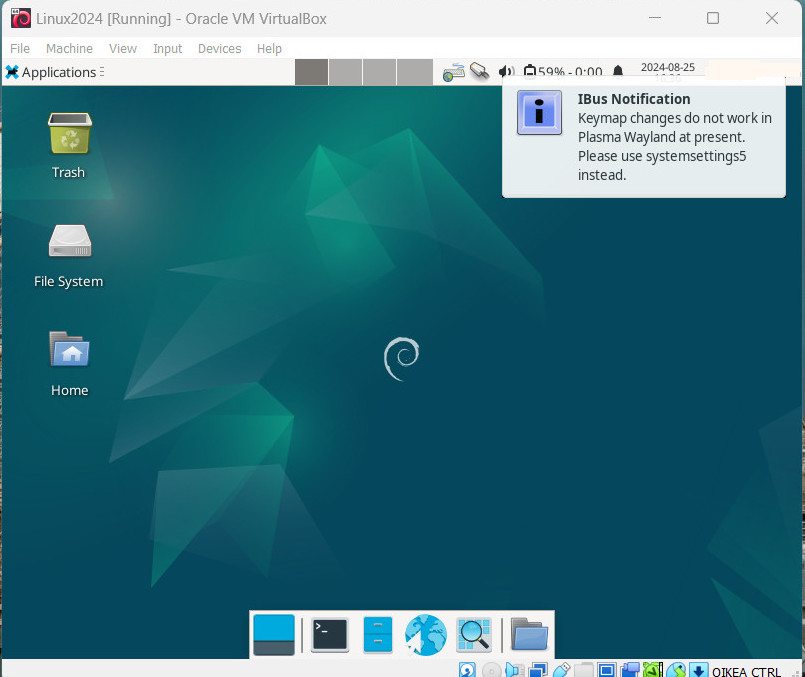 Linux2024 [Running] - Oracle VM VirtualBox
File Machine View Input Devices Help
Applications
59% - 0:00
2024-08-25
IBus Notification
Keymap changes do not work in
Plasma Wayland at present.
Please use systemsettings5
instead.
Trash
File System
Home
OIKEA CTRL